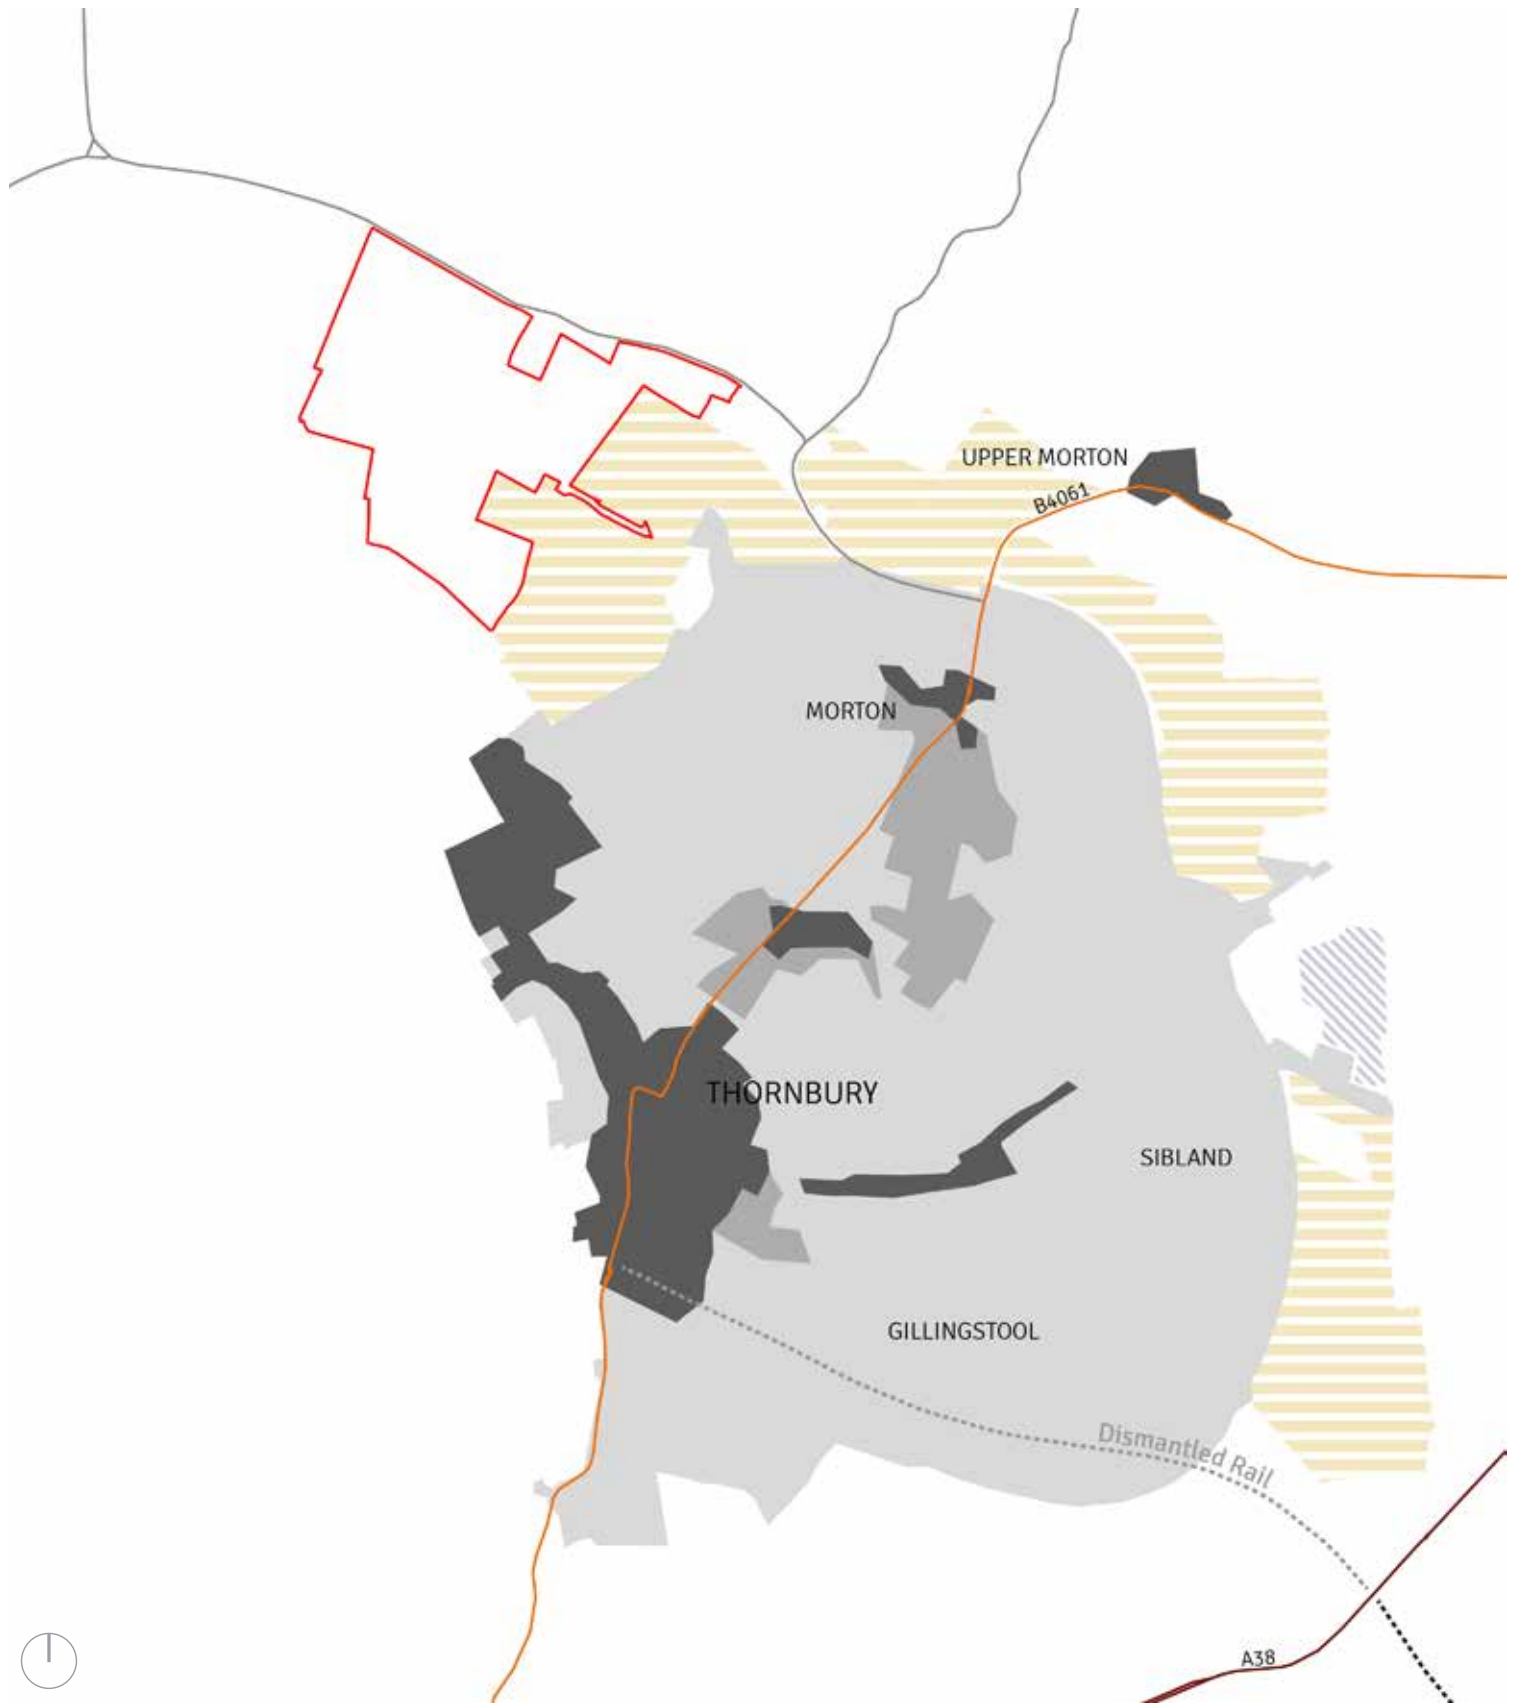 UPPER MORTON
B4061
MORTON
THORNBURY
SIBLAND
GILLINGSTOOL
Dismantled Rail
A38